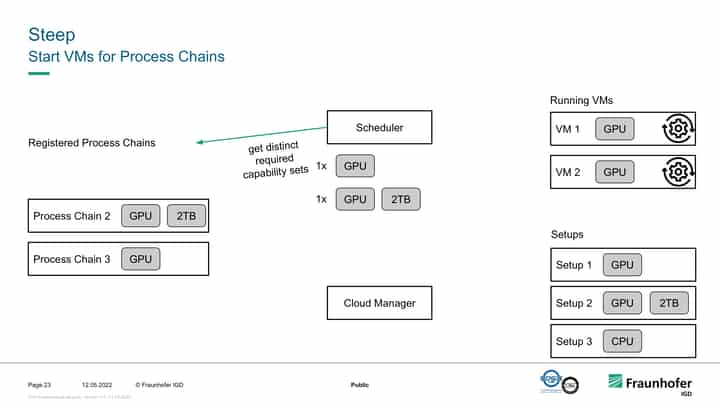 Steep
Start VMs for Process Chains
Registered Process Chains
Process Chain 2 GPU 2TB
Process Chain 3 GPU
get distinct
required
capability sets
Scheduler
1x GPU
1x GPU 2TB
Cloud Manager
Running VMs
VM 1 GPU
VM 2 GPU
Setups
Setup 1 GPU
Setup 2 GPU 2TB
Setup 3 CPU
Page 23 12.05.2022 © Fraunhofer IGD Public
Fraunhofer
IGD